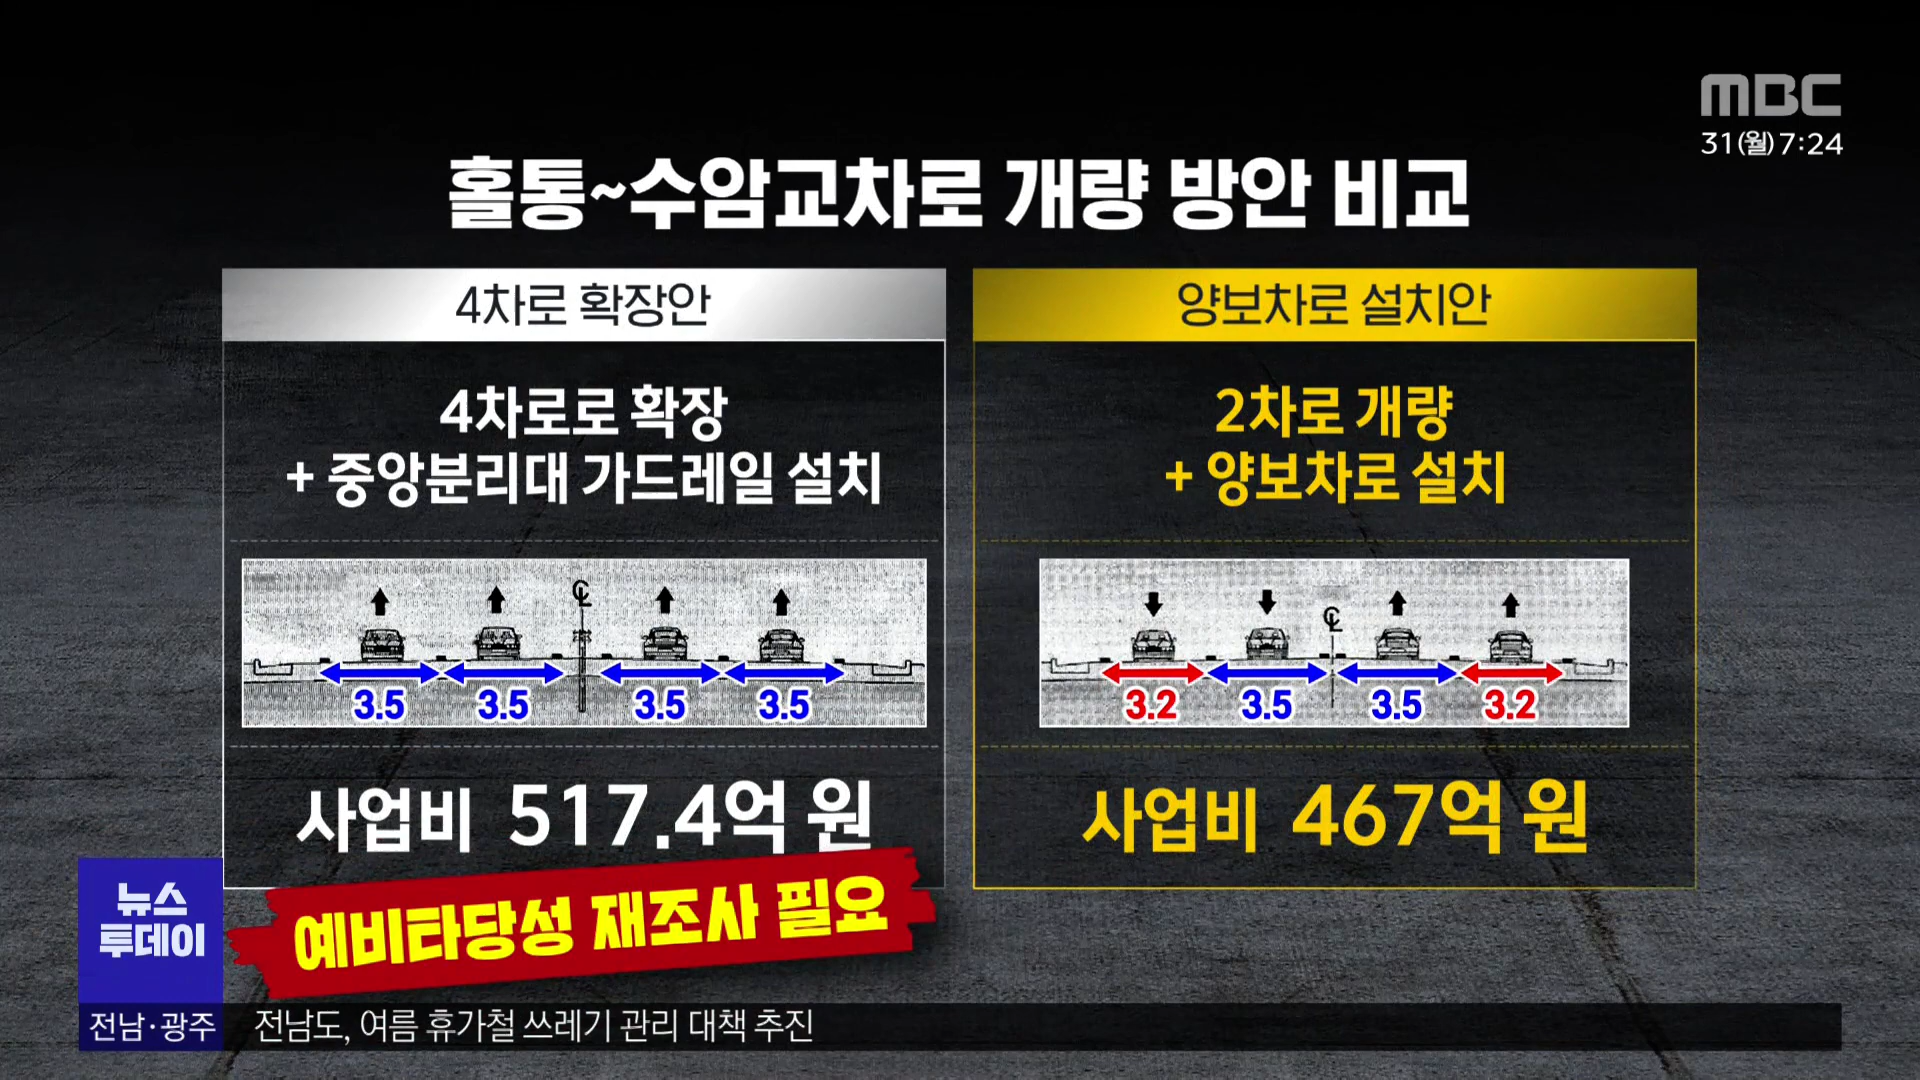 MBC
31(월) 7:24
홀통~수암교차로 개량 방안 비교
4차로 확장안
4차로로 확장
+ 중앙분리대 가드레일 설치
CL
3.5 3.5 3.5 3.5
사업비 517.4억 원
예비타당성 재조사 필요
양보차로 설치안
2차로 개량
+ 양보차로 설치
CL
3.2 3.5 3.5 3.2
사업비 467억 원
뉴스
투데이
전남·광주
전남도, 여름 휴가철 쓰레기 관리 대책 추진